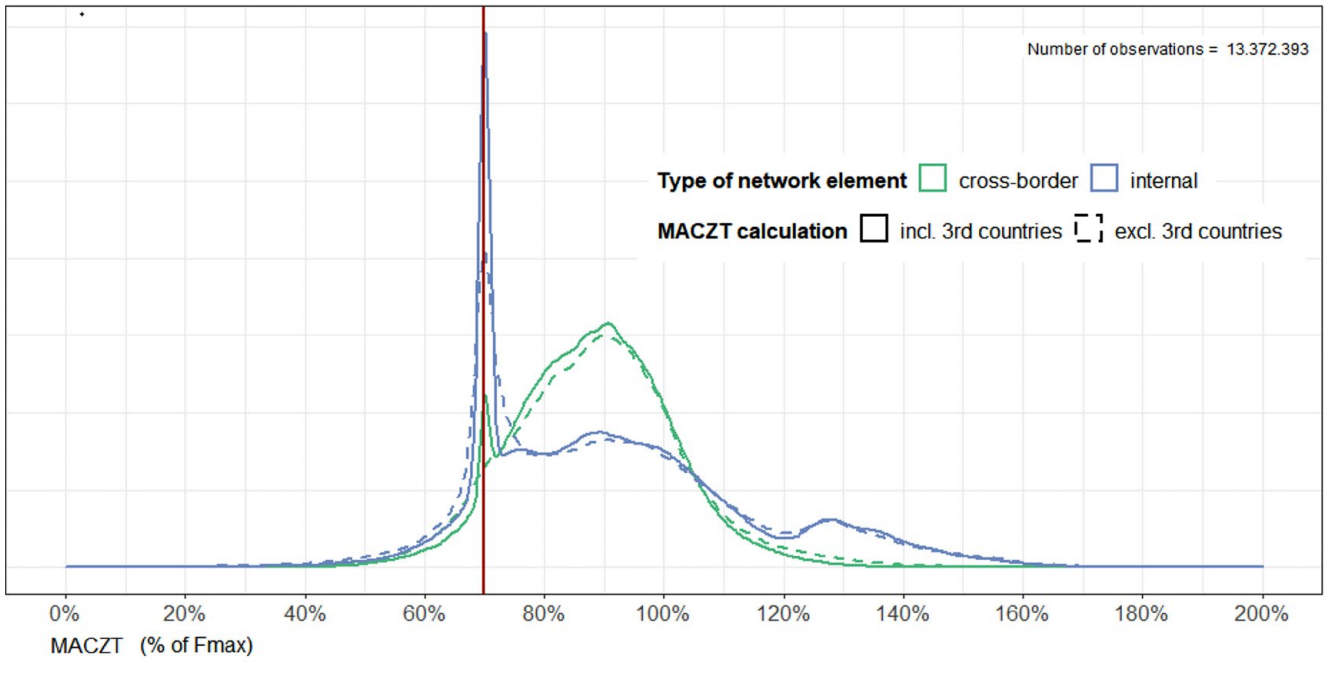 Number of observations = 13.372.393
Type of network element cross-border internal
MACZT calculation incl. 3rd countries excl. 3rd countries
0% 20% 40% 60% 80% 100% 120% 140% 160% 180% 200%
MACZT (% of Fmax)